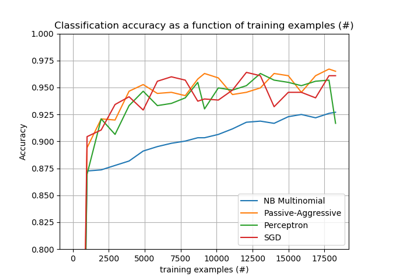 Classification accuracy as a function of training examples (#)
1.000
0.975
0.950
0.925
0.900
0.875
0.850
0.825
0.800
Accuracy
NB Multinomial
Passive-Aggressive
Perceptron
SGD
0 2500 5000 7500 10000 12500 15000 17500
training examples (#)